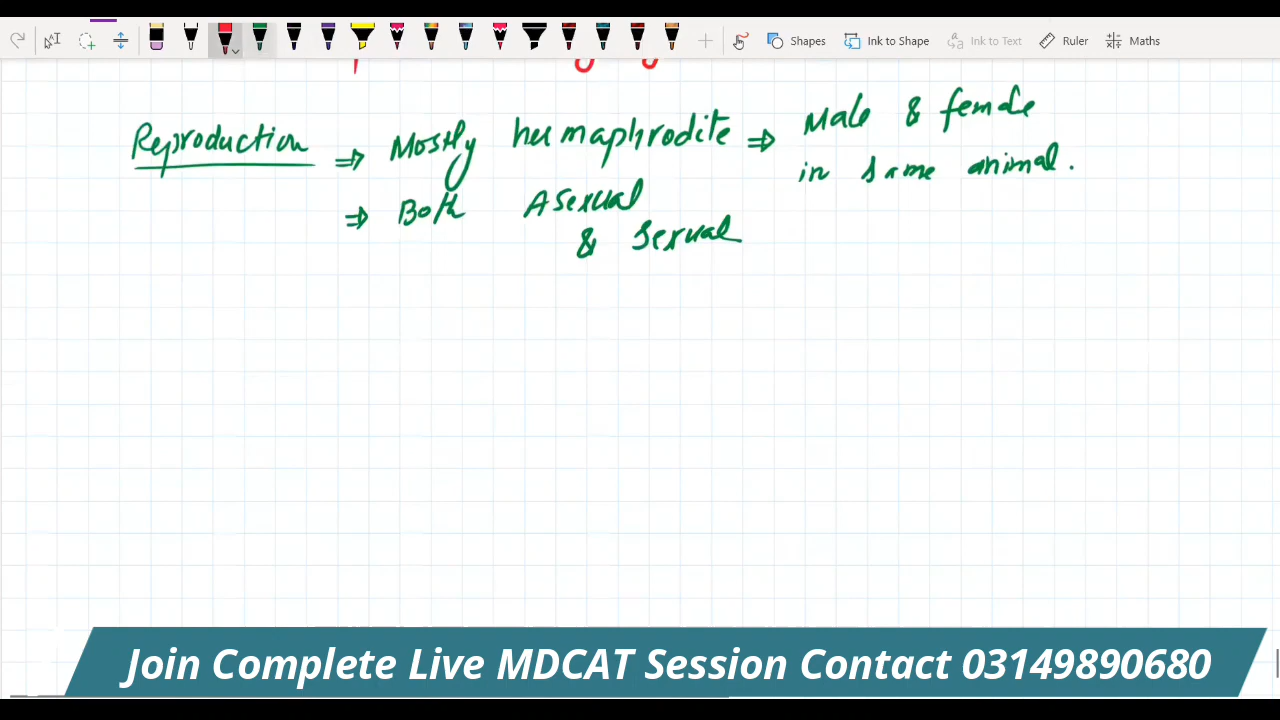 Shapes Ink to Shape Ink to Text Ruler Maths
Reproduction ⇒ Mostly hermaphrodite ⇒ Male & female
in same animal.
⇒ Both Asexual
& Sexual
Join Complete Live MDCAT Session Contact 03149890680